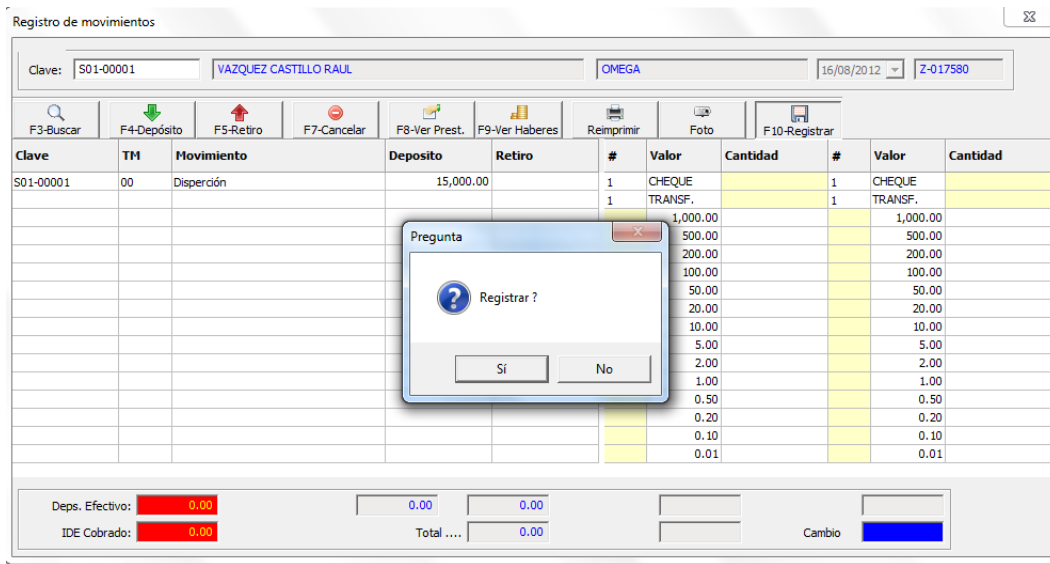 Registro de movimientos
Clave: S01-00001 VAZQUEZ CASTILLO RAUL OMEGA 16/08/2012 Z-017580
F3-Buscar F4-Depósito F5-Retiro F7-Cancelar F8-Ver Prest. F9-Ver Haberes Reimprimir Foto F10-Registrar
Clave TM Movimiento Deposito Retiro # Valor Cantidad # Valor Cantidad
S01-00001 00 Disperción 15,000.00 1 CHEQUE 1 CHEQUE
1 TRANSF. 1 TRANSF.
1,000.00 1,000.00
Pregunta 500.00 500.00
200.00 200.00
100.00 100.00
Registrar ? 50.00 50.00
20.00 20.00
10.00 10.00
5.00 5.00
Sí No 2.00 2.00
1.00 1.00
0.50 0.50
0.20 0.20
0.10 0.10
0.01 0.01
Deps. Efectivo: 0.00 0.00 0.00
IDE Cobrado: 0.00 Total .... 0.00 Cambio